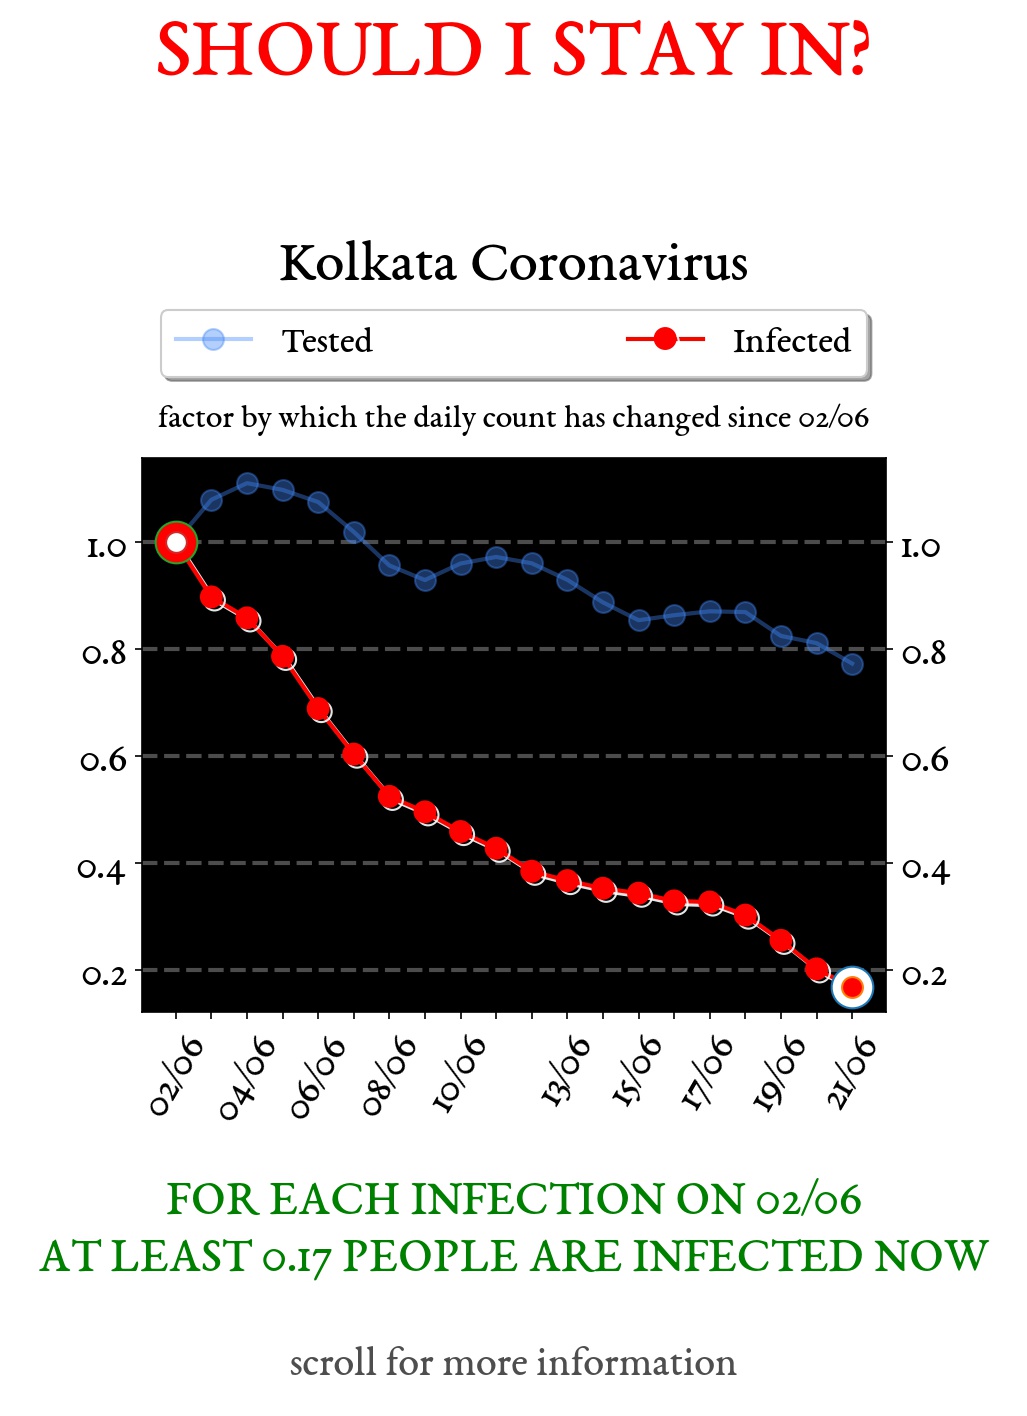 SHOULD I STAY IN?
Kolkata Coronavirus
Tested Infected
factor by which the daily count has changed since 02/06
1.0 1.0
0.8 0.8
0.6 0.6
0.4 0.4
0.2 0.2
02/06 04/06 06/06 08/06 10/06 13/06 15/06 17/06 19/06 21/06
FOR EACH INFECTION ON 02/06
AT LEAST 0.17 PEOPLE ARE INFECTED NOW
scroll for more information